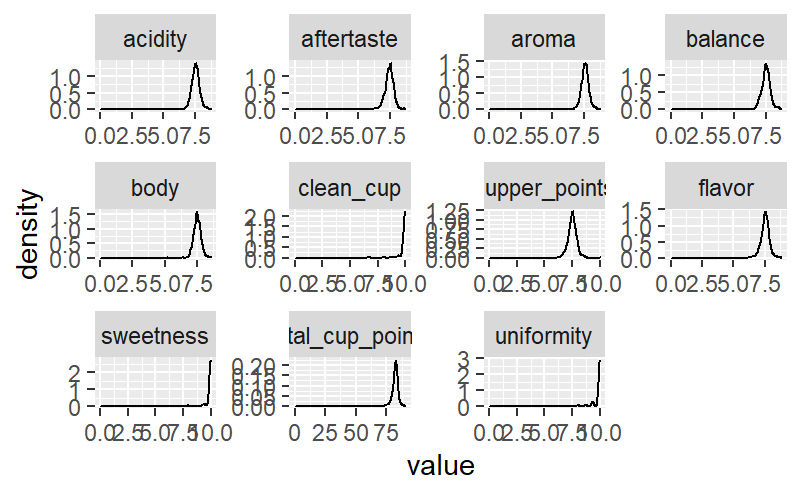 acidity aftertaste aroma balance
1.0 0.5 0.0 1.0 0.5 0.0 1.5 1.0 0.5 0.0 1.0 0.5 0.0
0.0 2.5 5.0 7.5 0.0 2.5 5.0 7.5 0.0 2.5 5.0 7.5 0.0 2.5 5.0 7.5
body clean_cup upper_points flavor
1.5 1.0 0.5 0.0 2.0 1.5 1.0 0.5 0.0 1.25 1.00 0.75 0.50 0.25 0.00 1.5 1.0 0.5 0.0
0.0 2.5 5.0 7.5 0.0 2.5 5.0 7.5 10.0 0.0 2.5 5.0 7.5 10.0 0.0 2.5 5.0 7.5
density
sweetness tal_cup_poin uniformity
2 1 0 0.20 0.15 0.10 0.05 0.00 3 2 1 0
0.0 2.5 5.0 7.5 10.0 0 25 50 75 0.0 2.5 5.0 7.5 10.0
value